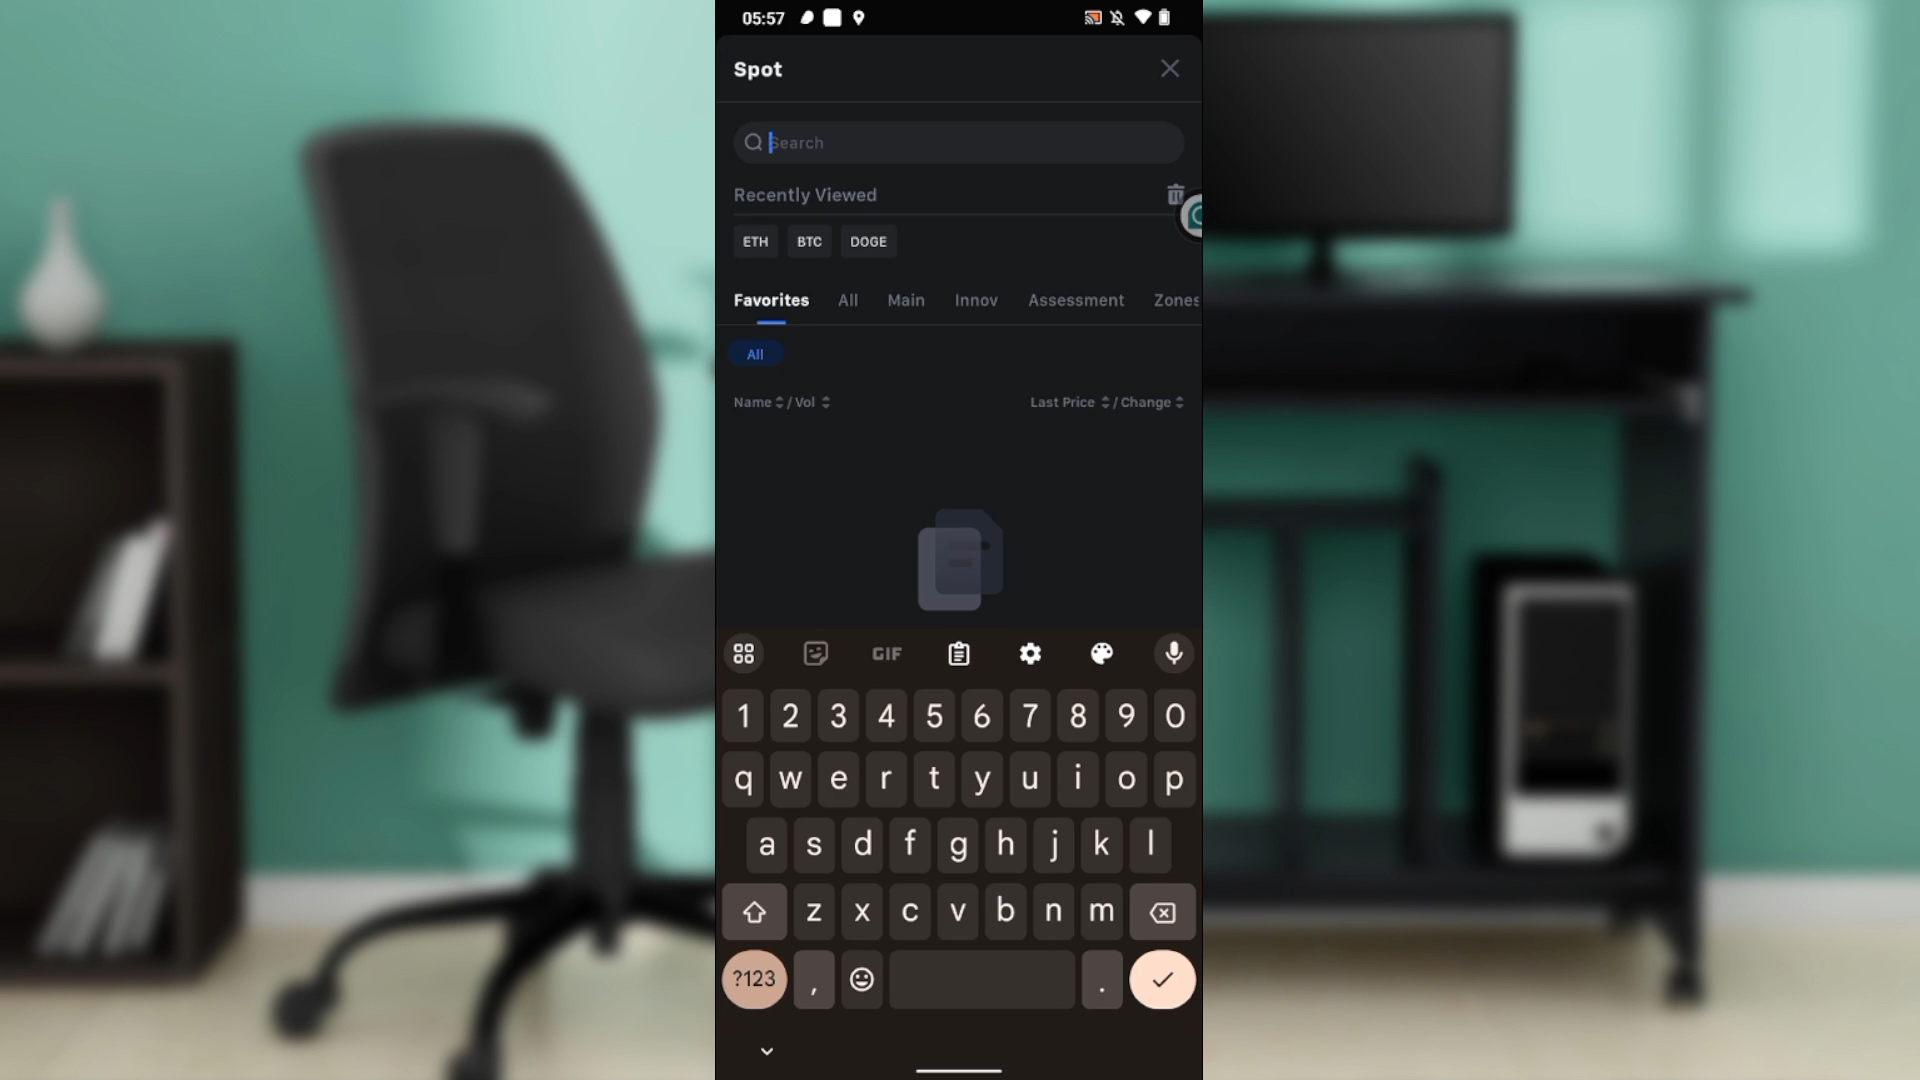 05:57
Spot
Search
Recently Viewed
ETH BTC DOGE
Favorites All Main Innov Assessment Zones
All
Name / Vol Last Price / Change
GIF
1 2 3 4 5 6 7 8 9 0
q w e r t y u i o p
a s d f g h j k l
z x c v b n m
?123 , .